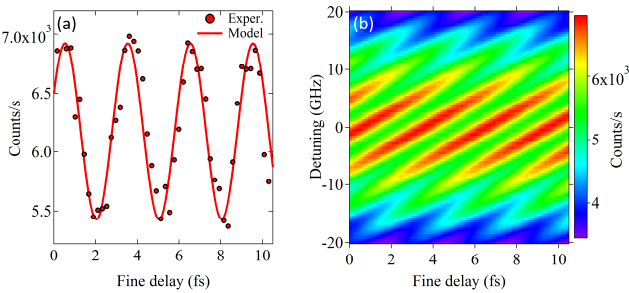 (a)
Exper.
Model
7.0x10³
6.5
6.0
5.5
Counts/s
0
2
4
6
8
10
Fine delay (fs)
(b)
20
10
0
-10
-20
Detuning (GHz)
0
2
4
6
8
10
Fine delay (fs)
6x10³
5
4
Counts/s